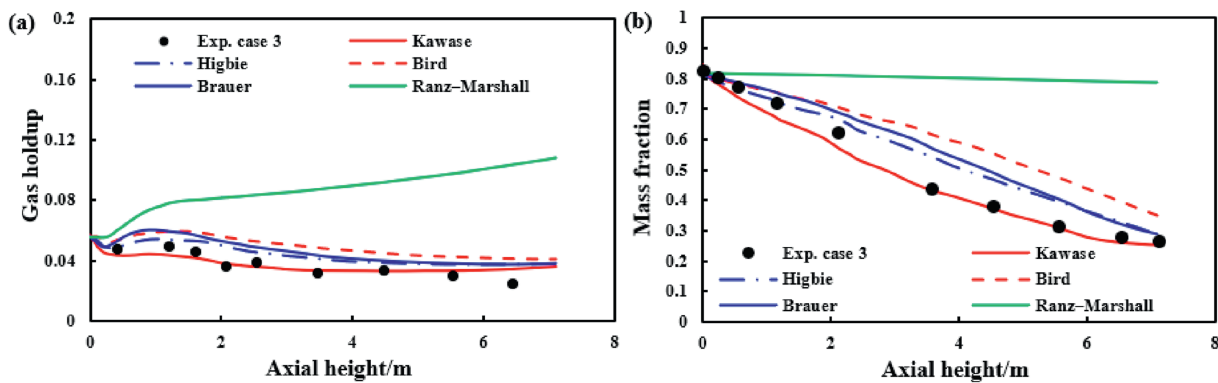 (a)
0.2
0.16
0.12
0.08
0.04
0
Gas holdup
Exp. case 3
Kawase
Higbie
Bird
Brauer
Ranz–Marshall
0 2 4 6 8
Axial height/m
(b)
1
0.9
0.8
0.7
0.6
0.5
0.4
0.3
0.2
0.1
0
Mass fraction
Exp. case 3
Kawase
Higbie
Bird
Brauer
Ranz–Marshall
0 2 4 6 8
Axial height/m